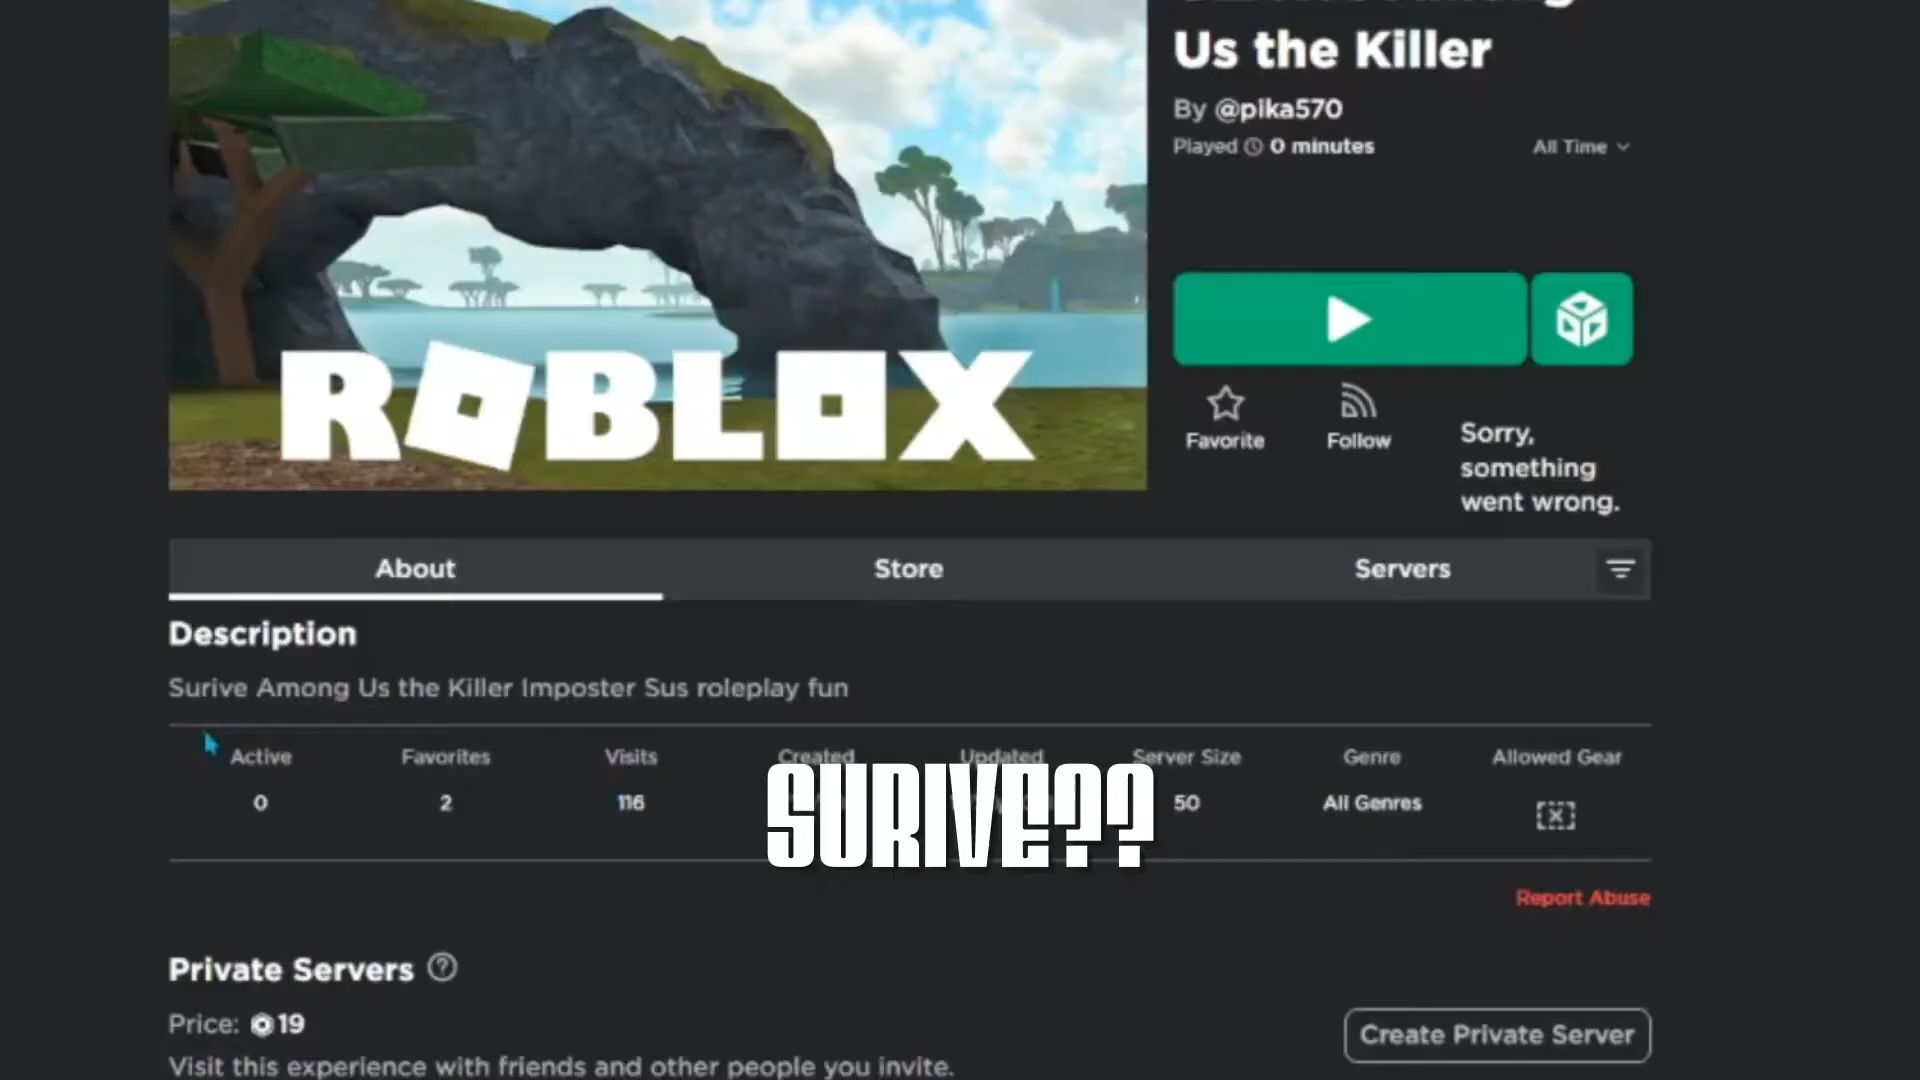 Us the Killer
By @pika570
Played 0 minutes
All Time
ROBLOX
Favorite
Follow
Sorry,
something
went wrong.
About
Store
Servers
Description
Surive Among Us the Killer Imposter Sus roleplay fun
Active
Favorites
Visits
Created
Updated
Server Size
Genre
Allowed Gear
0
2
116
50
All Genres
SURIVE??
Report Abuse
Private Servers
Price: 19
Create Private Server
Visit this experience with friends and other people you invite.